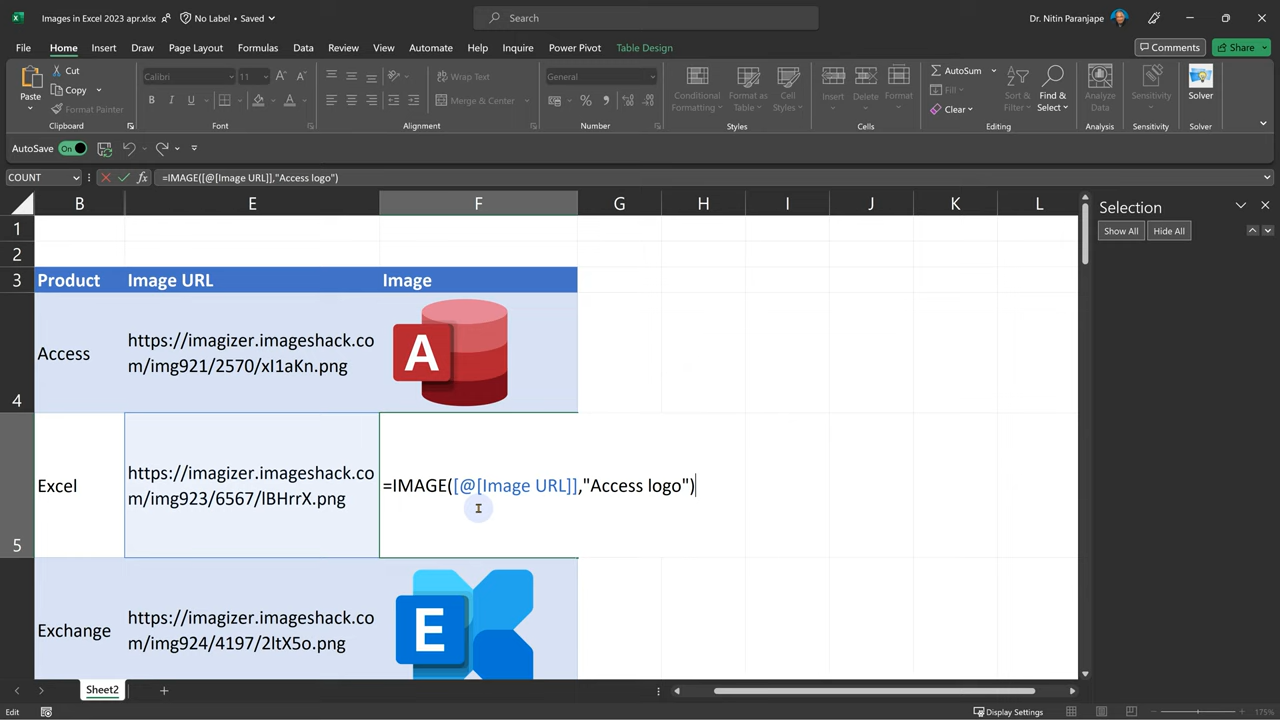 Images in Excel 2023 apr.xlsx
No Label • Saved
Search
Dr. Nitin Paranjape
File Home Insert Draw Page Layout Formulas Data Review View Automate Help Inquire Power Pivot Table Design
Comments
Share
Paste
Cut
Copy
Format Painter
Clipboard
Calibri
11
B I U
Font
Wrap Text
Merge & Center
Alignment
General
Number
Conditional
Formatting
Format as
Table
Cell
Styles
Styles
Insert
Delete
Format
Cells
AutoSum
Fill
Clear
Sort &
Filter
Find &
Select
Editing
Analyze
Data
Analysis
Sensitivity
Sensitivity
Solver
Solver
AutoSave On
COUNT
=IMAGE([@[Image URL]],"Access logo")
B E F G H I J K L
Selection
Show All
Hide All
1
2
3
Product Image URL Image
4
Access
https://imagizer.imageshack.co
m/img921/2570/xI1aKn.png
A
5
Excel
https://imagizer.imageshack.co
m/img923/6567/lBHrrX.png
=IMAGE([@[Image URL]],"Access logo")
Exchange
https://imagizer.imageshack.co
m/img924/4197/2ltX5o.png
E
Sheet2
Edit
Display Settings
175%